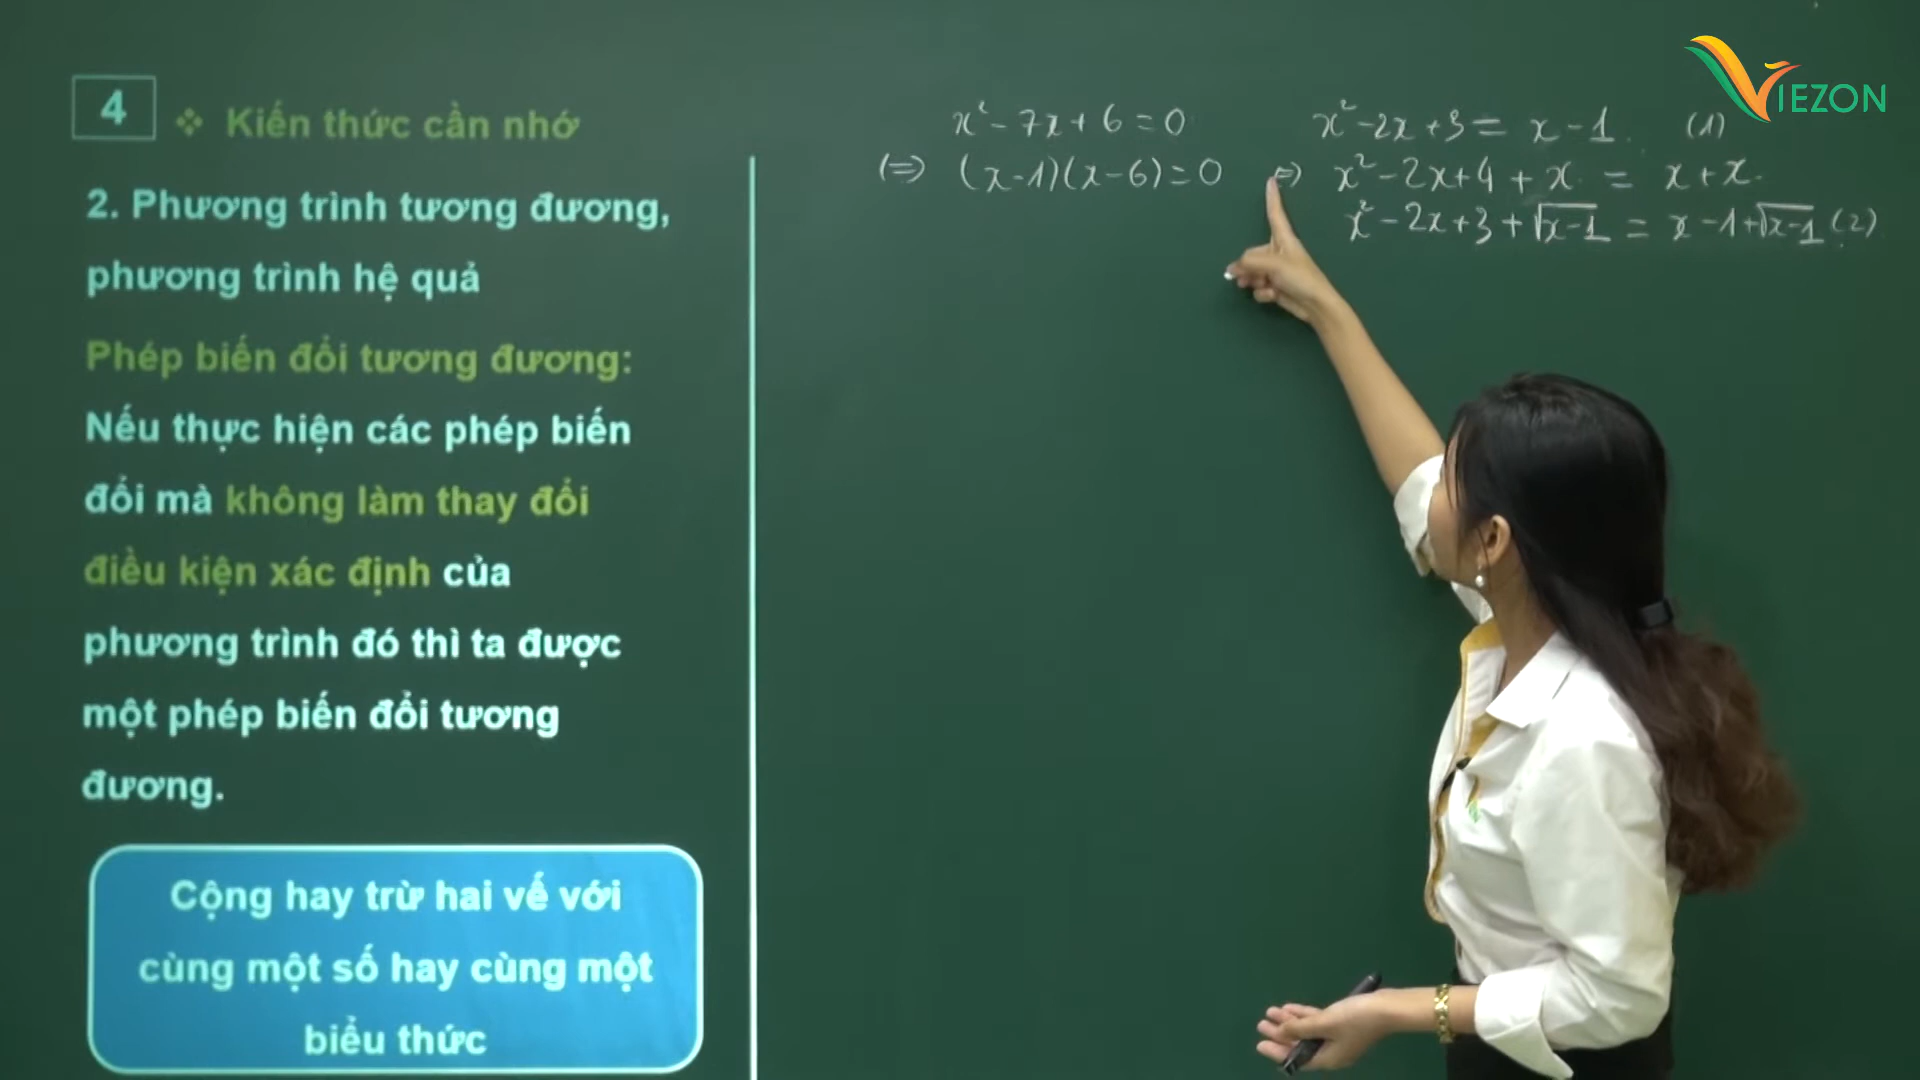 4 ❖ Kiến thức cần nhớ
2. Phương trình tương đương,
phương trình hệ quả
Phép biến đổi tương đương:
Nếu thực hiện các phép biến
đổi mà không làm thay đổi
điều kiện xác định của
phương trình đó thì ta được
một phép biến đổi tương
đương.
Cộng hay trừ hai vế với
cùng một số hay cùng một
biểu thức
x² - 7x + 6 = 0
⇔ (x-1)(x-6) = 0
x² - 2x + 3 = x - 1. (1)
⇔ x² - 2x + 4 + x = x + x.
x² - 2x + 3 + √x-1 = x - 1 + √x-1 (2)
VIEZON